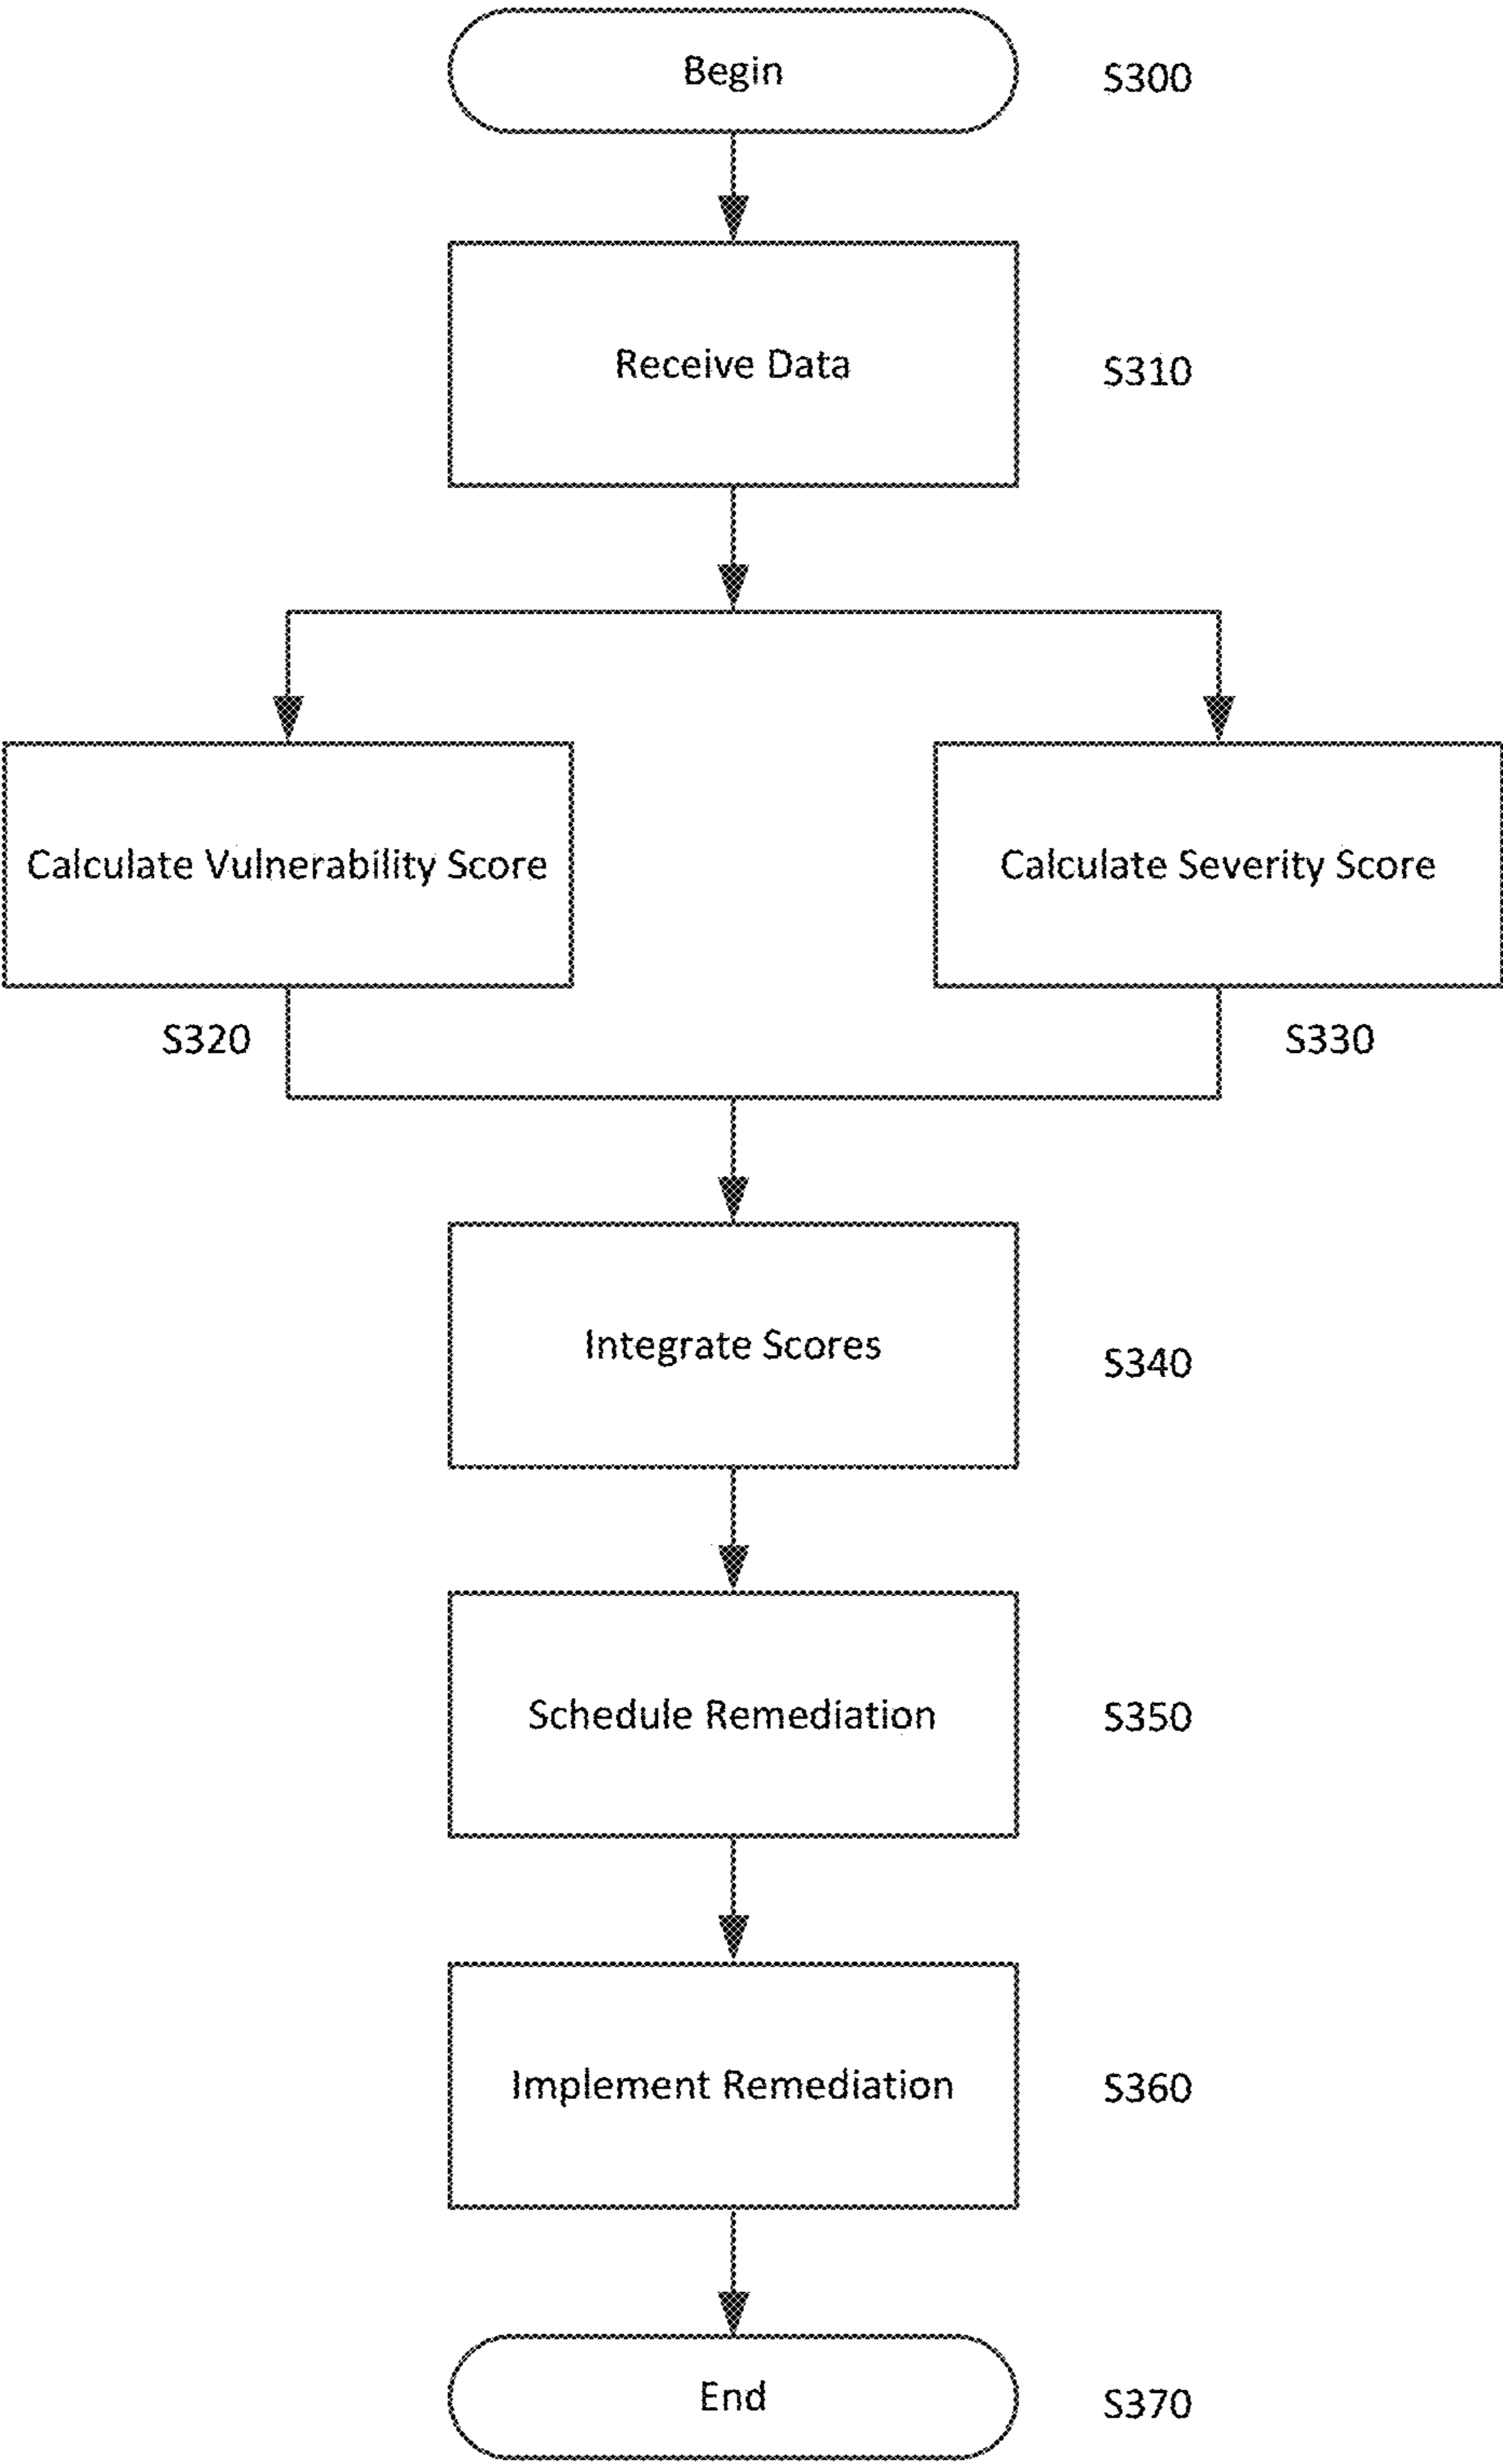 Begin
S300
Receive Data
S310
Calculate Vulnerability Score
Calculate Severity Score
S320
S330
Integrate Scores
S340
Schedule Remediation
S350
Implement Remediation
S360
End
S370